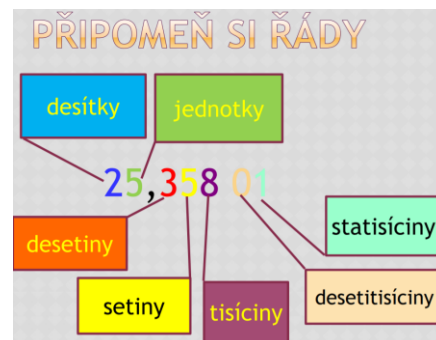 PŘIPOMEŇ SI ŘÁDY
desítky
jednotky
25,358 01
statisíciny
desetiny
desetitisíciny
setiny
tisíciny